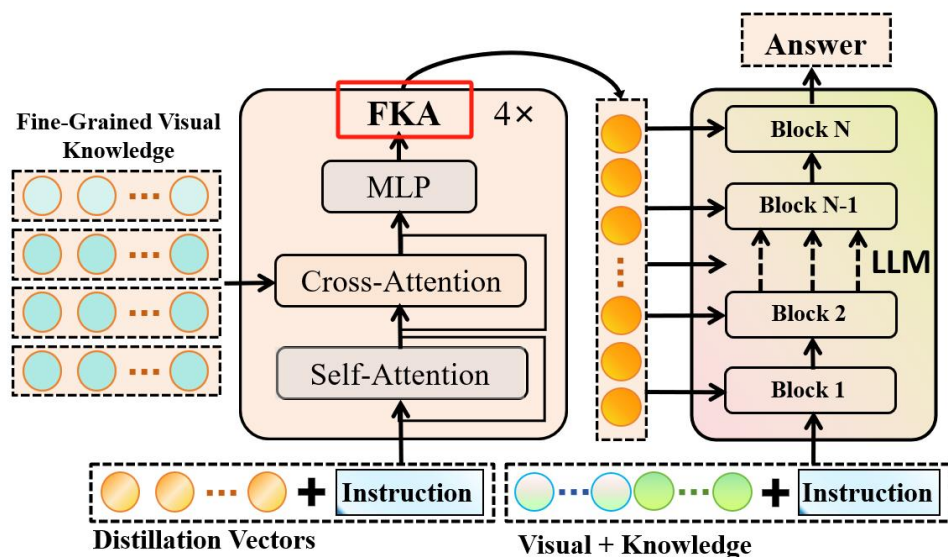 Answer
FKA
4×
Block N
Fine-Grained Visual
Knowledge
MLP
Block N-1
LLM
Cross-Attention
Block 2
Self-Attention
Block 1
+ Instruction
+ Instruction
Distillation Vectors
Visual + Knowledge